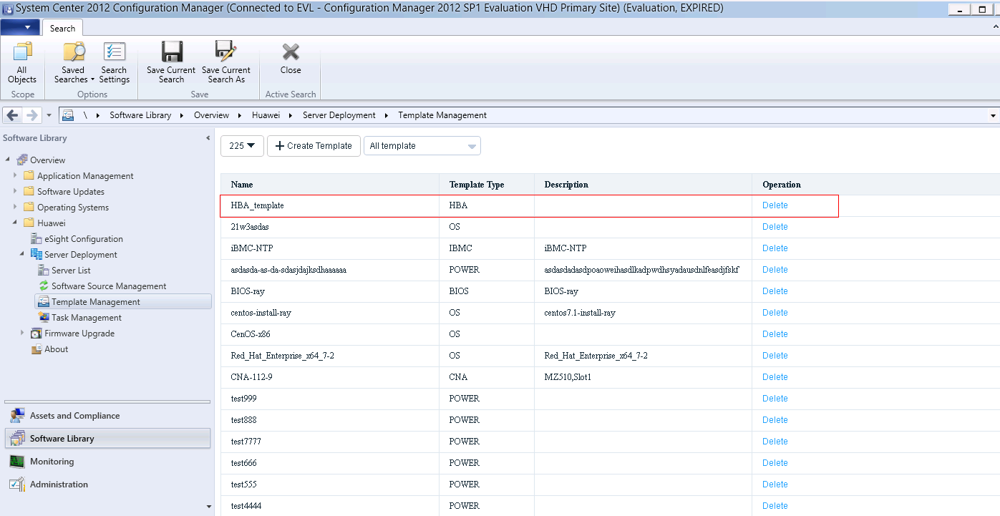 System Center 2012 Configuration Manager (Connected to EVL - Configuration Manager 2012 SP1 Evaluation VHD Primary Site) (Evaluation, EXPIRED)
Search
All Objects
Saved Searches
Search Settings
Save Current Search
Save Current Search As
Close
Scope
Options
Save
Active Search
\ Software Library Overview Huawei Server Deployment Template Management
Software Library
Overview
Application Management
Software Updates
Operating Systems
Huawei
eSight Configuration
Server Deployment
Server List
Software Source Management
Template Management
Task Management
Firmware Upgrade
About
Assets and Compliance
Software Library
Monitoring
Administration
225 Create Template All template
Name Template Type Description Operation
HBA_template HBA Delete
21w3asdas OS Delete
iBMC-NTP IBMC iBMC-NTP Delete
asdasda-as-da-sdasjdajksdhaaaaaa POWER asdasdadasdpoaoweihasdlkadpwdhsyadausdnlfeasdjfskf Delete
BIOS-ray BIOS BIOS-ray Delete
centos-install-ray OS centos7.1-install-ray Delete
CenOS-x86 OS Delete
Red_Hat_Enterprise_x64_7-2 OS Red_Hat_Enterprise_x64_7-2 Delete
CNA-112-9 CNA MZ510,Slot1 Delete
test999 POWER Delete
test888 POWER Delete
test7777 POWER Delete
test666 POWER Delete
test555 POWER Delete
test4444 POWER Delete